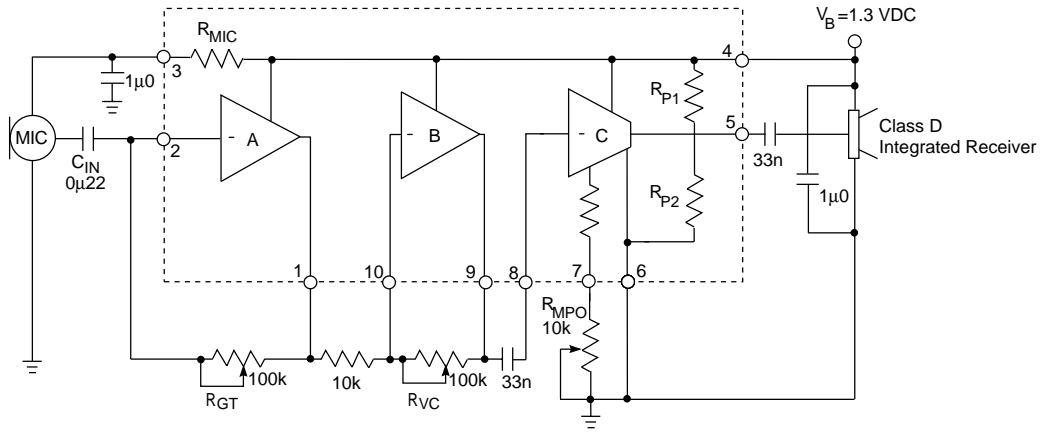 V_B=1.3 VDC
R_MIC
3
4
1µ0
R_P1
MIC
2
A
B
C
5
C_IN
0µ22
33n
Class D
Integrated Receiver
R_P2
1µ0
1
10
9
8
7
6
R_MPO
10k
100k
10k
100k
33n
R_GT
R_VC